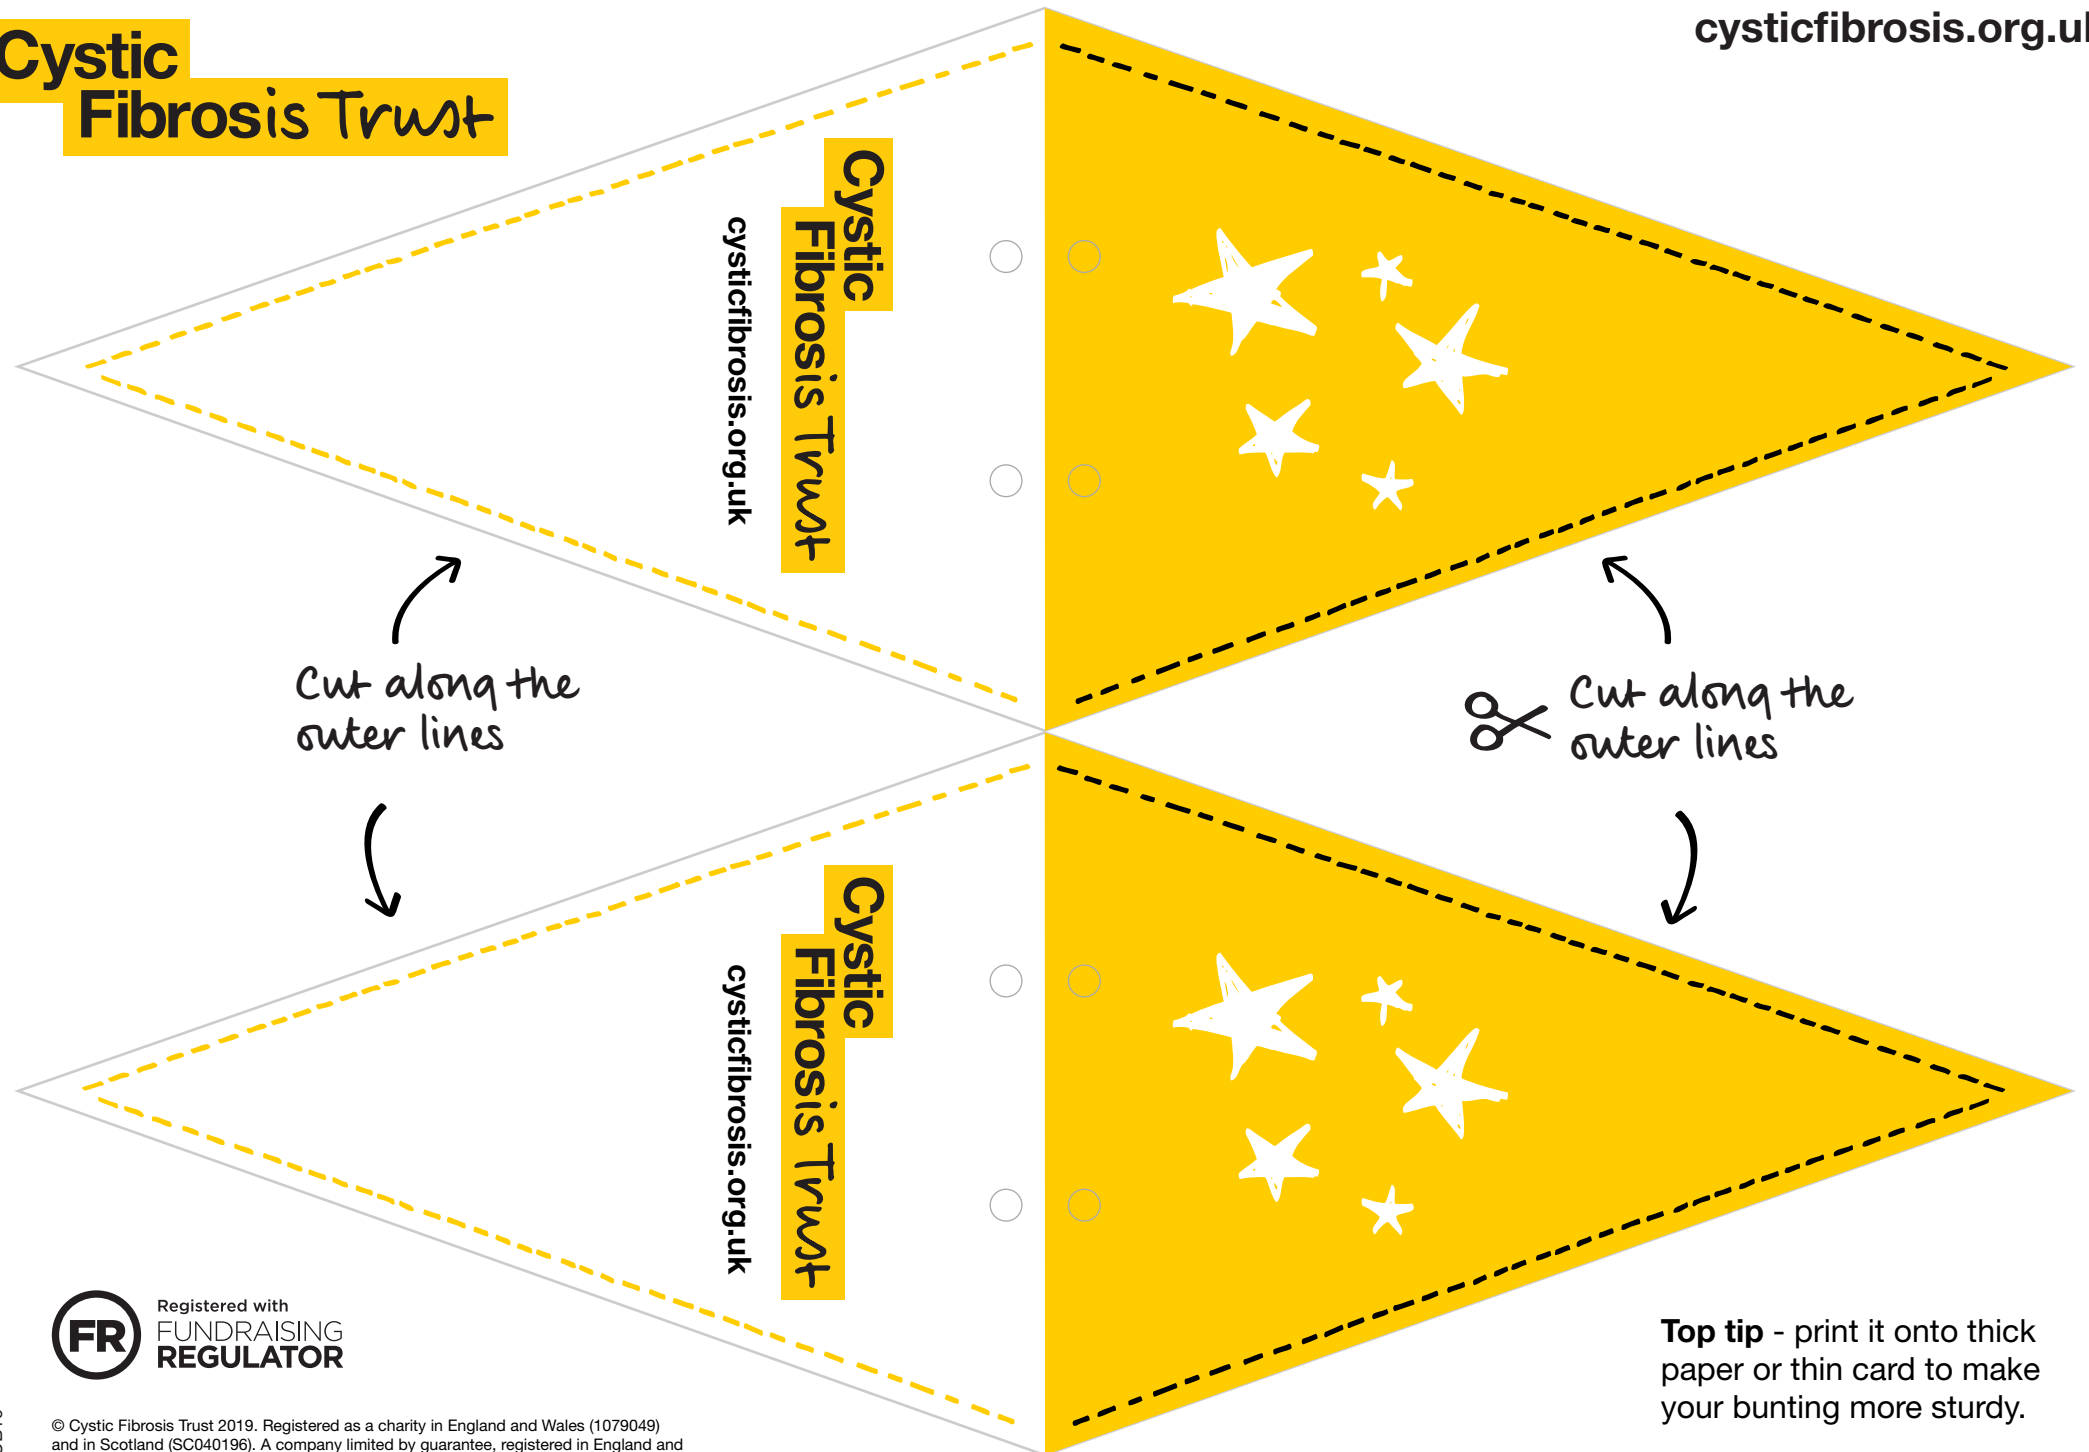 Cystic
Fibrosis Trust
cysticfibrosis.org.uk
Cystic
Fibrosis Trust
cysticfibrosis.org.uk
Cut along the
outer lines
Cut along the
outer lines
Cystic
Fibrosis Trust
cysticfibrosis.org.uk
FR
Registered with
FUNDRAISING
REGULATOR
Top tip - print it onto thick
paper or thin card to make
your bunting more sturdy.
© Cystic Fibrosis Trust 2019. Registered as a charity in England and Wales (1079049)
and in Scotland (SC040196). A company limited by guarantee, registered in England and